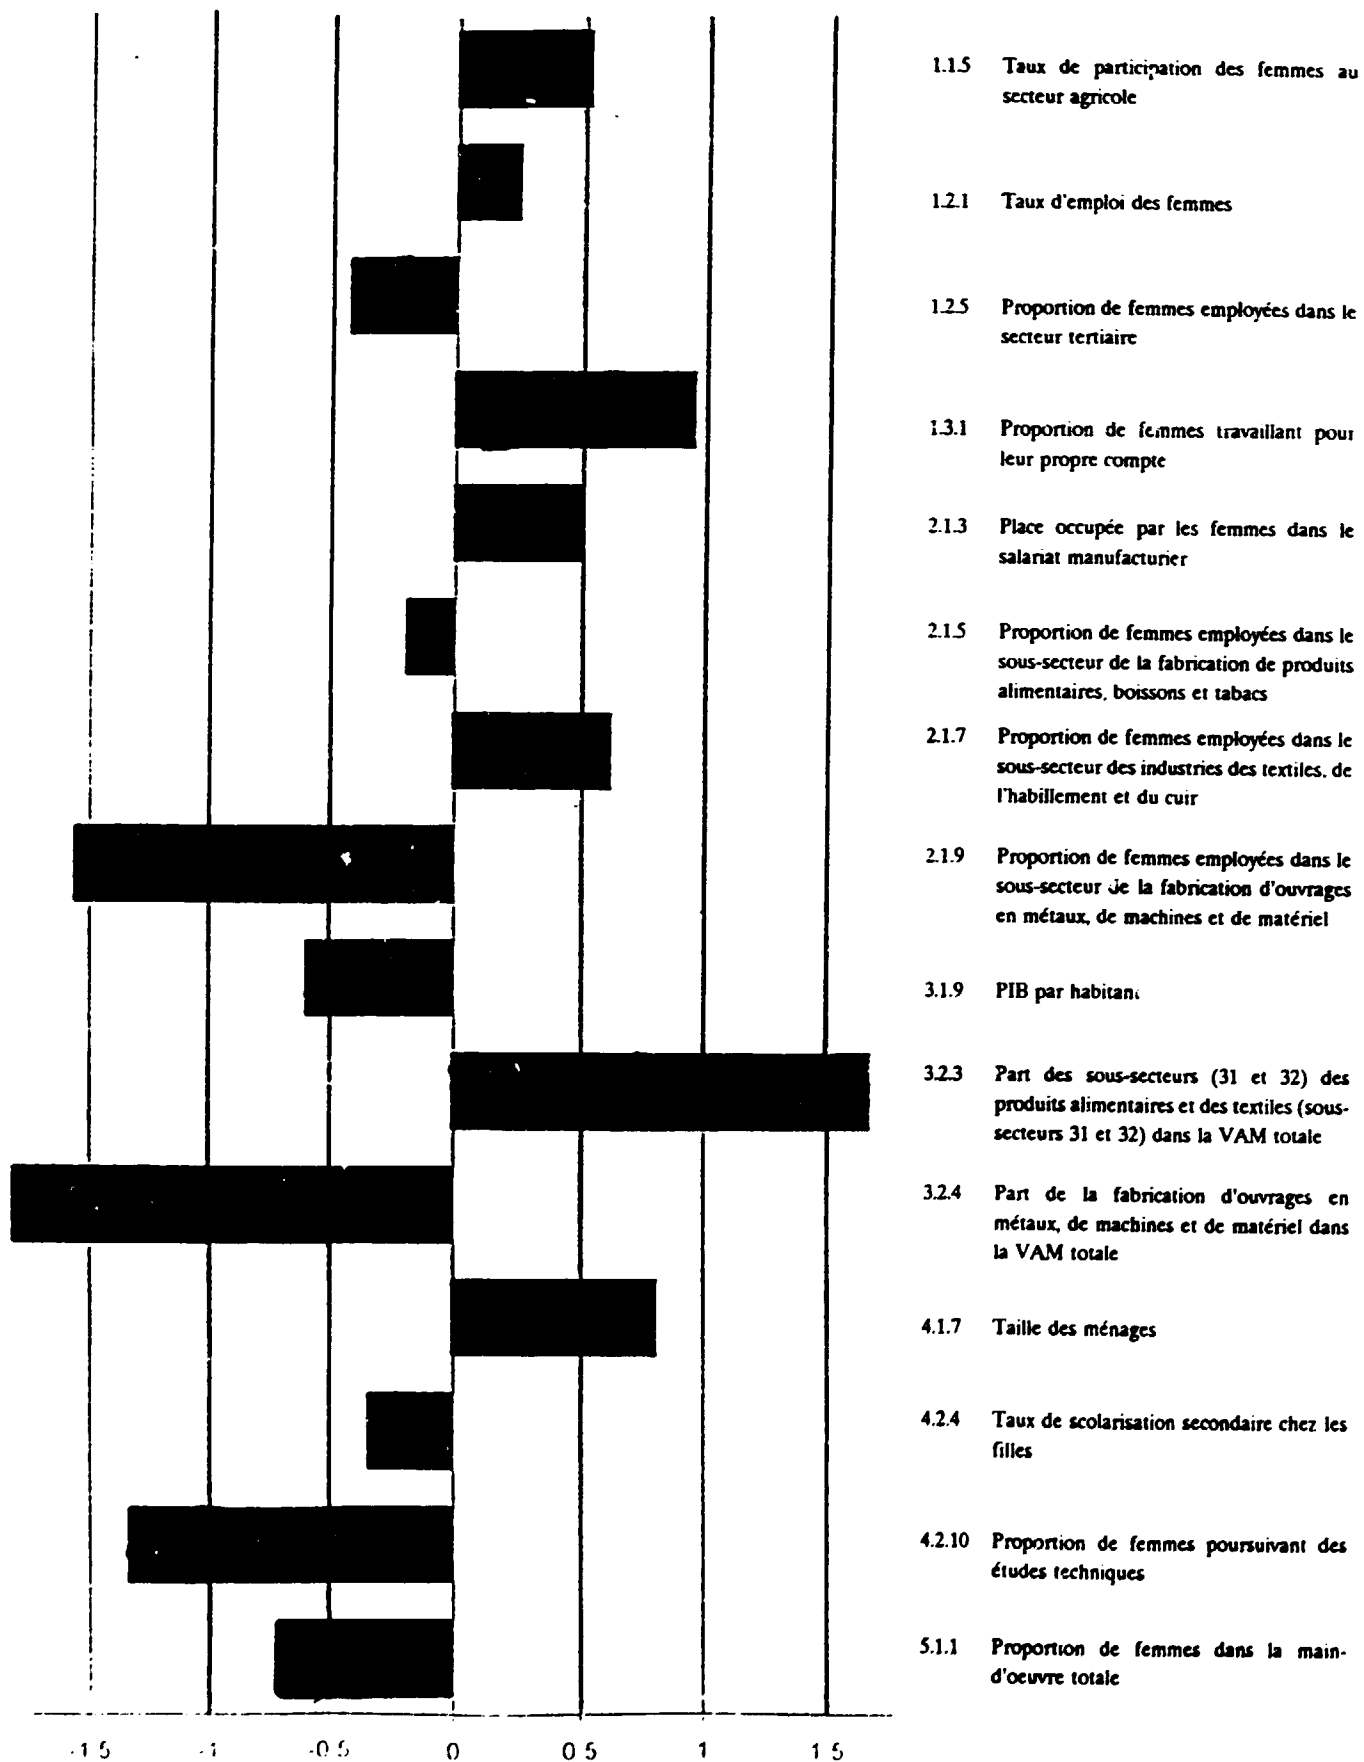 1.1.5 Taux de participation des femmes au
secteur agricole
1.2.1 Taux d'emploi des femmes
1.2.5 Proportion de femmes employées dans le
secteur tertiaire
1.3.1 Proportion de femmes travaillant pour
leur propre compte
2.1.3 Place occupée par les femmes dans le
salariat manufacturier
2.1.5 Proportion de femmes employées dans le
sous-secteur de la fabrication de produits
alimentaires, boissons et tabacs
2.1.7 Proportion de femmes employées dans le
sous-secteur des industries des textiles, de
l'habillement et du cuir
2.1.9 Proportion de femmes employées dans le
sous-secteur de la fabrication d'ouvrages
en métaux, de machines et de matériel
3.1.9 PIB par habitant
3.2.3 Part des sous-secteurs (31 et 32) des
produits alimentaires et des textiles (sous-
secteurs 31 et 32) dans la VAM totale
3.2.4 Part de la fabrication d'ouvrages en
métaux, de machines et de matériel dans
la VAM totale
4.1.7 Taille des ménages
4.2.4 Taux de scolarisation secondaire chez les
filles
4.2.10 Proportion de femmes poursuivant des
études techniques
5.1.1 Proportion de femmes dans la main-
d'oeuvre totale
-1.5 -1 -0.5 0 0.5 1 1.5